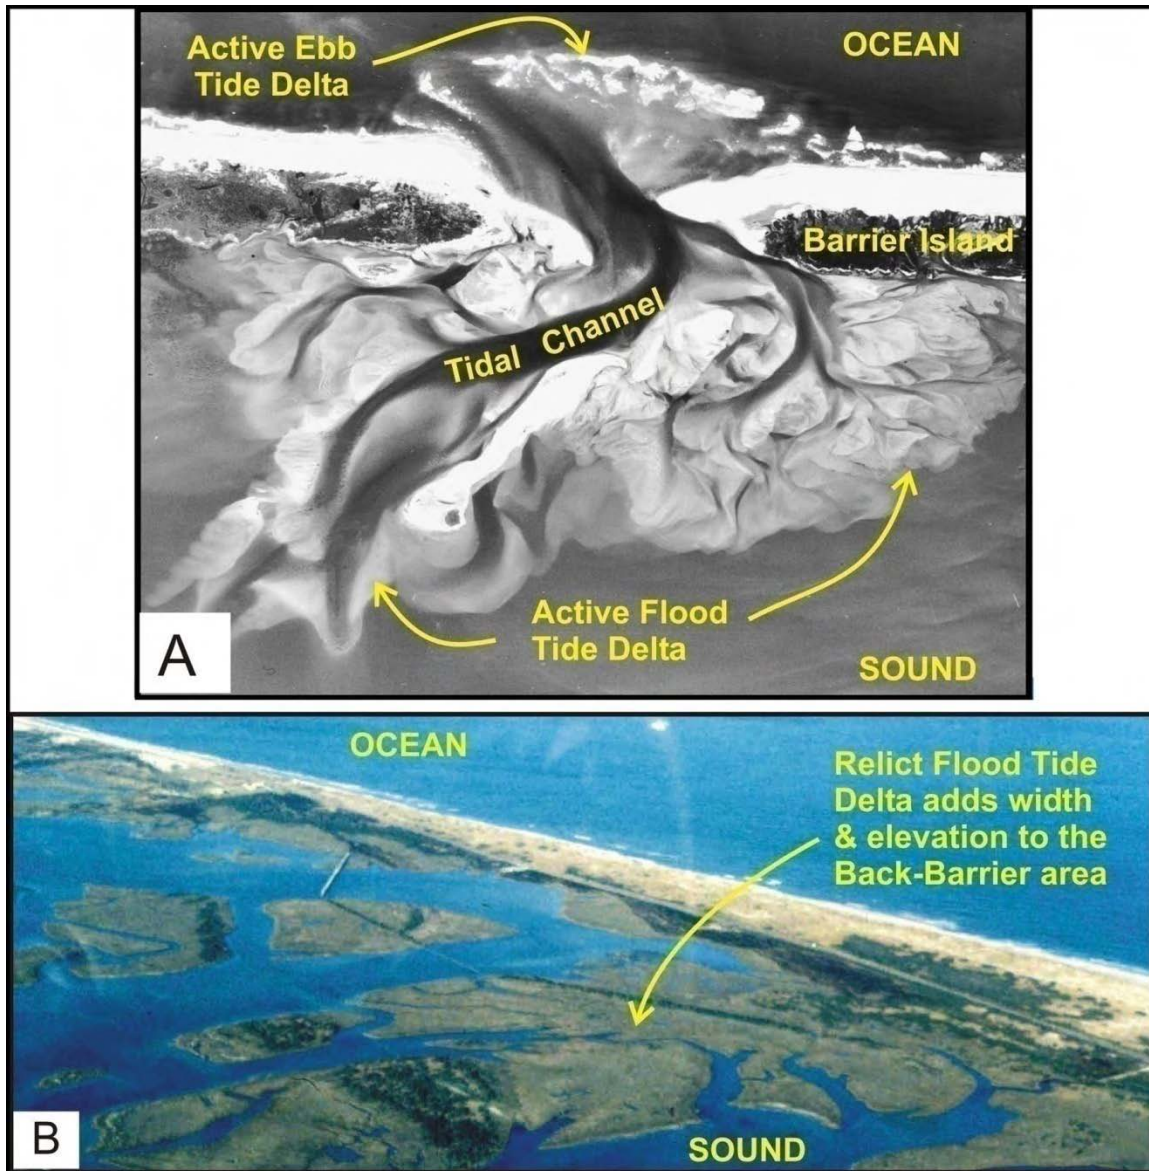 Active Ebb
Tide Delta
OCEAN
Barrier Island
Tidal Channel
Active Flood
Tide Delta
SOUND
A
OCEAN
Relict Flood Tide
Delta adds width
& elevation to the
Back-Barrier area
SOUND
B